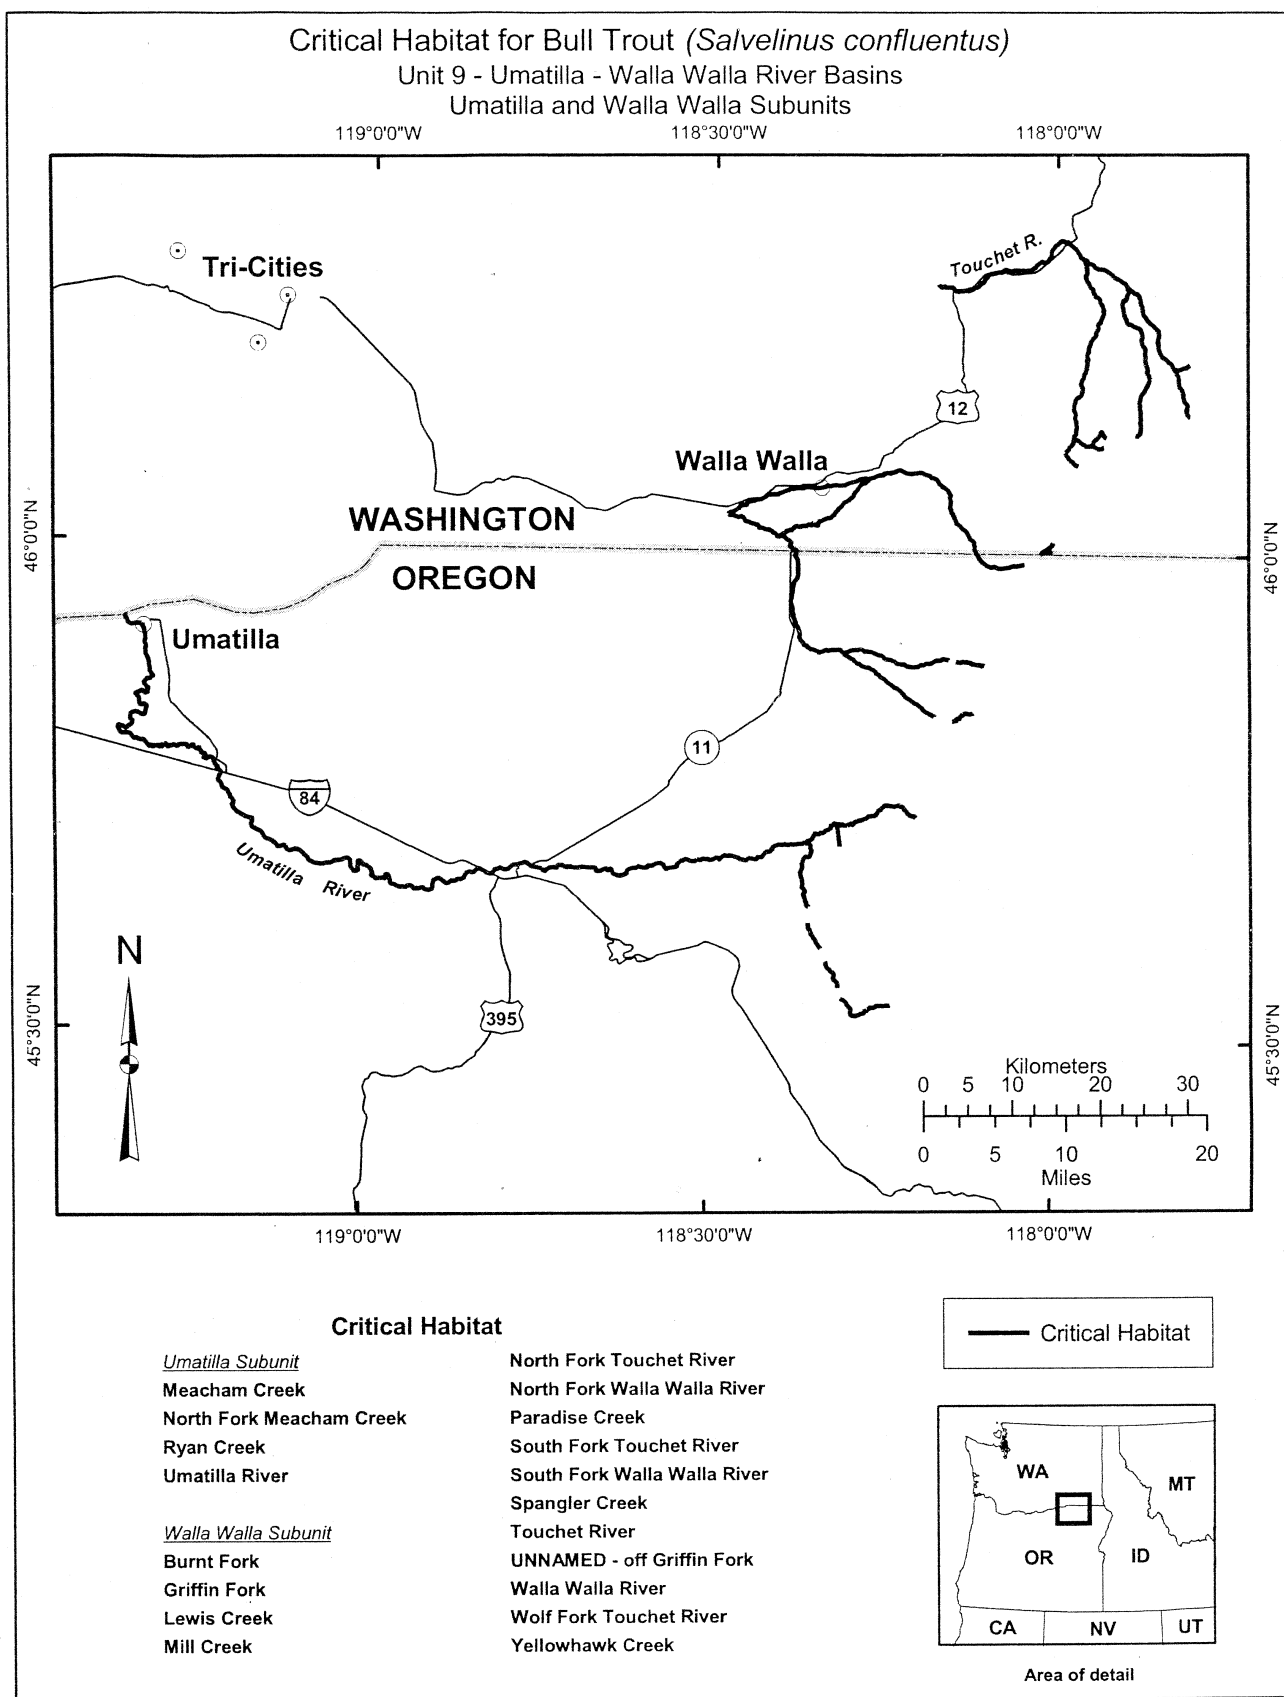 Critical Habitat for Bull Trout (Salvelinus confluentus)
Unit 9 - Umatilla - Walla Walla River Basins
Umatilla and Walla Walla Subunits
119°0'0"W 118°30'0"W 118°0'0"W
Touchet R.
Tri-Cities
12
Walla Walla
WASHINGTON
46°0'0"N
46°0'0"N
OREGON
Umatilla
11
84
Umatilla River
N
395
45°30'0"N
45°30'0"N
Kilometers
0 5 10 20 30
0 5 10 20
Miles
119°0'0"W 118°30'0"W 118°0'0"W
Critical Habitat
Umatilla Subunit
Meacham Creek
North Fork Meacham Creek
Ryan Creek
Umatilla River
Walla Walla Subunit
Burnt Fork
Griffin Fork
Lewis Creek
Mill Creek
North Fork Touchet River
North Fork Walla Walla River
Paradise Creek
South Fork Touchet River
South Fork Walla Walla River
Spangler Creek
Touchet River
UNNAMED - off Griffin Fork
Walla Walla River
Wolf Fork Touchet River
Yellowhawk Creek
Critical Habitat
WA
MT
OR
ID
CA
NV
UT
Area of detail